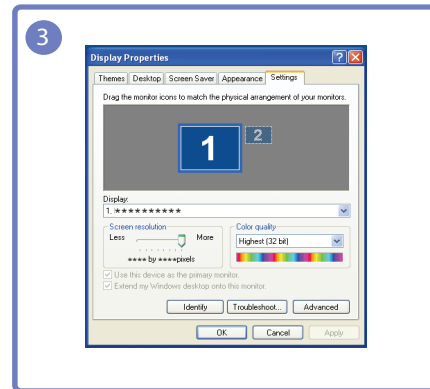 3
Display Properties
Themes Desktop Screen Saver Appearance Settings
Drag the monitor icons to match the physical arrangement of your monitors.
1 2
Display:
1. **********
Screen resolution
Less More
**** by ****pixels
Color quality
Highest (32 bit)
Use this device as the primary monitor.
Extend my Windows desktop onto this monitor.
Identify Troubleshoot... Advanced
OK Cancel Apply